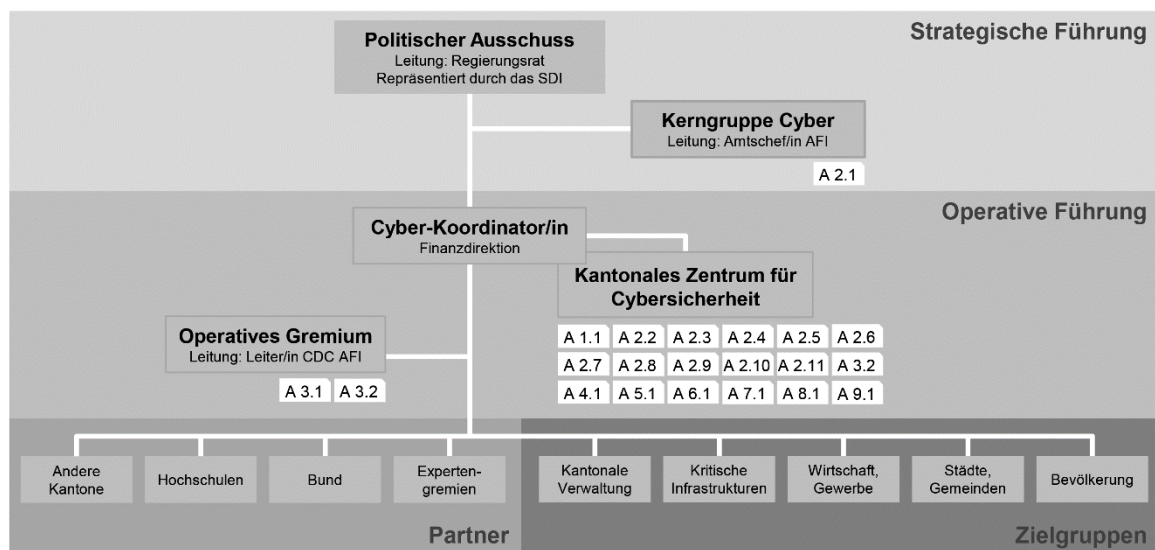 Strategische Führung
Politischer Ausschuss
Leitung: Regierungsrat
Repräsentiert durch das SDI
Kerngruppe Cyber
Leitung: Amtschef/in AFI
A 2.1
Operative Führung
Cyber-Koordinator/in
Finanzdirektion
Kantonales Zentrum für
Cybersicherheit
A 1.1 A 2.2 A 2.3 A 2.4 A 2.5 A 2.6
A 2.7 A 2.8 A 2.9 A 2.10 A 2.11 A 3.2
A 4.1 A 5.1 A 6.1 A 7.1 A 8.1 A 9.1
Operatives Gremium
Leitung: Leiter/in CDC AFI
A 3.1 A 3.2
Andere
Kantone
Hochschulen
Bund
Experten-
gremien
Partner
Kantonale
Verwaltung
Kritische
Infrastrukturen
Wirtschaft,
Gewerbe
Städte,
Gemeinden
Bevölkerung
Zielgruppen